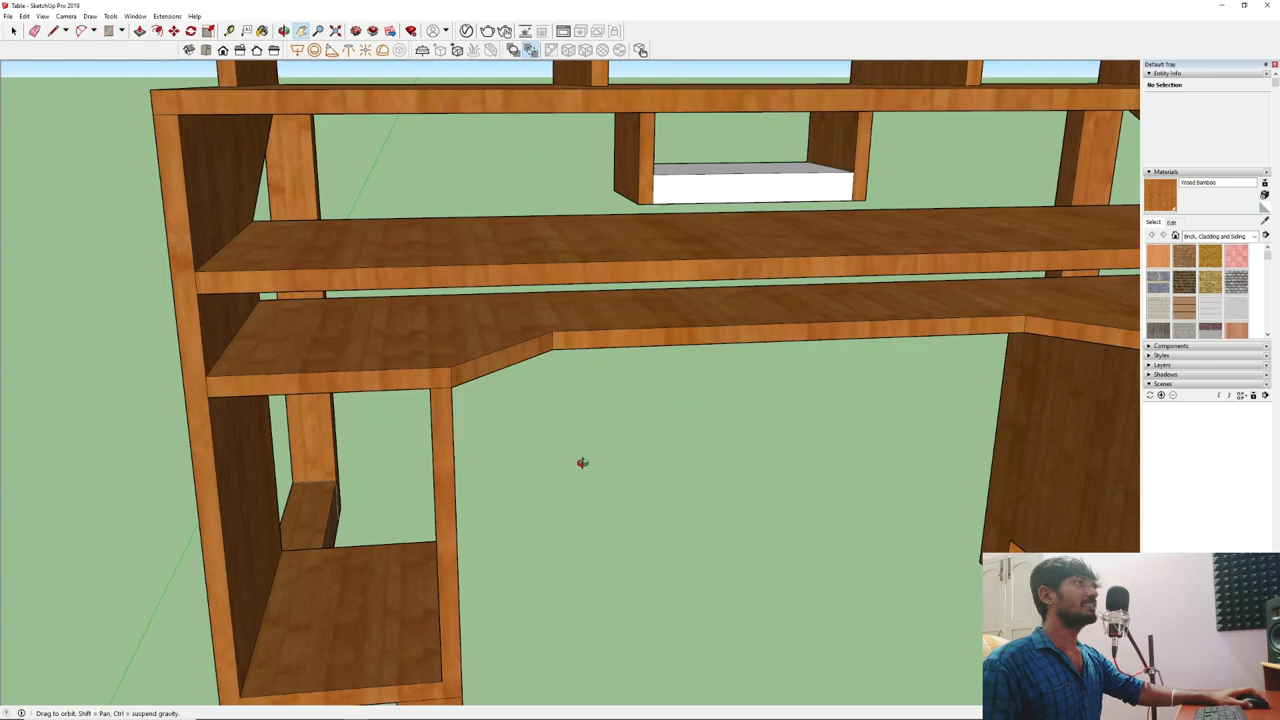 Table - SketchUp Pro 2019
File Edit View Camera Draw Tools Window Extensions Help
Default Tray
Entity Info
No Selection
Materials
Wood Bamboo
Select Edit
Brick, Cladding and Siding
Components
Styles
Layers
Shadows
Scenes
Drag to orbit. Shift = Pan, Ctrl = suspend gravity.